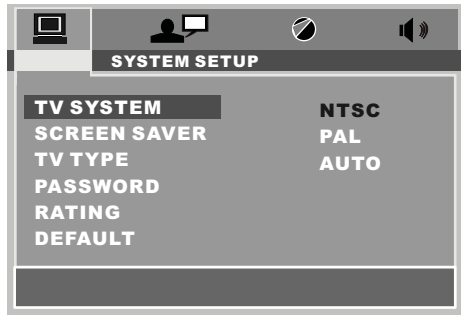 SYSTEM SETUP
TV SYSTEM
SCREEN SAVER
TV TYPE
PASSWORD
RATING
DEFAULT
NTSC
PAL
AUTO